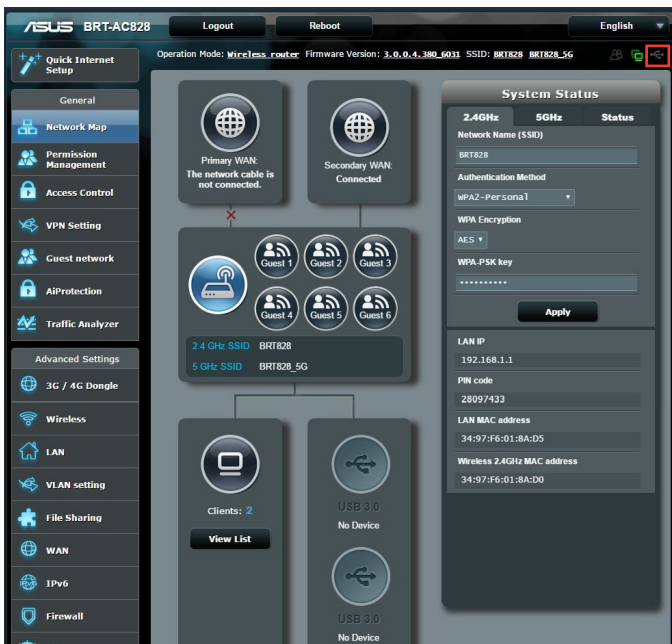 ASUS BRT-AC828 Logout Reboot English
Operation Mode: Wireless router Firmware Version: 3.0.0.4.380_6031 SSID: BRT828 BRT828_5G
Quick Internet
Setup
General
Network Map
Permission
Management
Access Control
VPN Setting
Guest network
AiProtection
Traffic Analyzer
Advanced Settings
3G / 4G Dongle
Wireless
LAN
VLAN setting
File Sharing
WAN
IPv6
IPv6
Firewall
Primary WAN:
The network cable is
not connected.
Secondary WAN:
Connected
Guest 1 Guest 2 Guest 3
Guest 4 Guest 5 Guest 6
2.4 GHz SSID BRT828
5 GHz SSID BRT828_5G
Clients: 2
View List
USB 3.0
No Device
USB 3.0
No Device
System Status
2.4GHz 5GHz Status
Network Name (SSID)
BRT828
Authentication Method
WPA2-Personal
WPA Encryption
AES
WPA-PSK key
••••••••••
Apply
LAN IP
192.168.1.1
PIN code
28097433
LAN MAC address
34:97:F6:01:8A:D5
Wireless 2.4GHz MAC address
34:97:F6:01:8A:D0